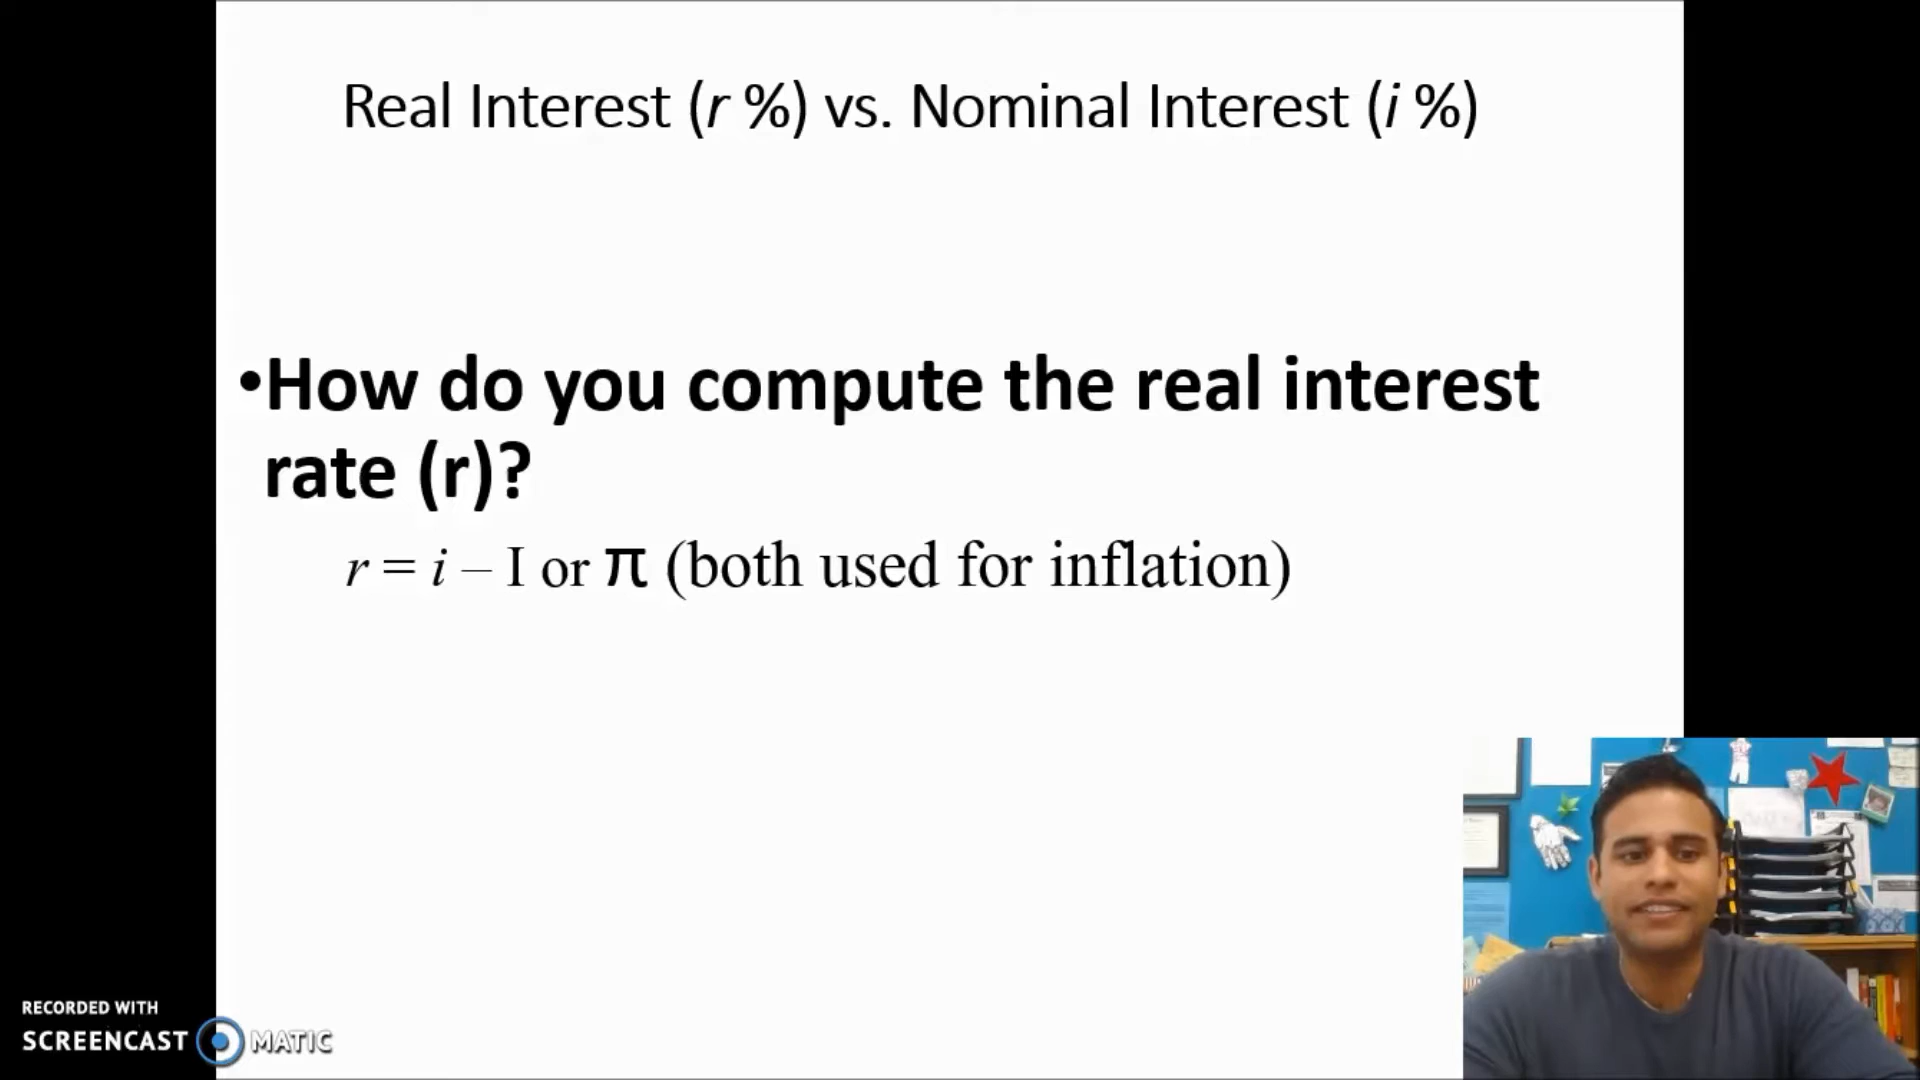 Real Interest (r %) vs. Nominal Interest (i %)
•How do you compute the real interest
rate (r)?
r = i – I or π (both used for inflation)
RECORDED WITH
SCREENCAST MATIC